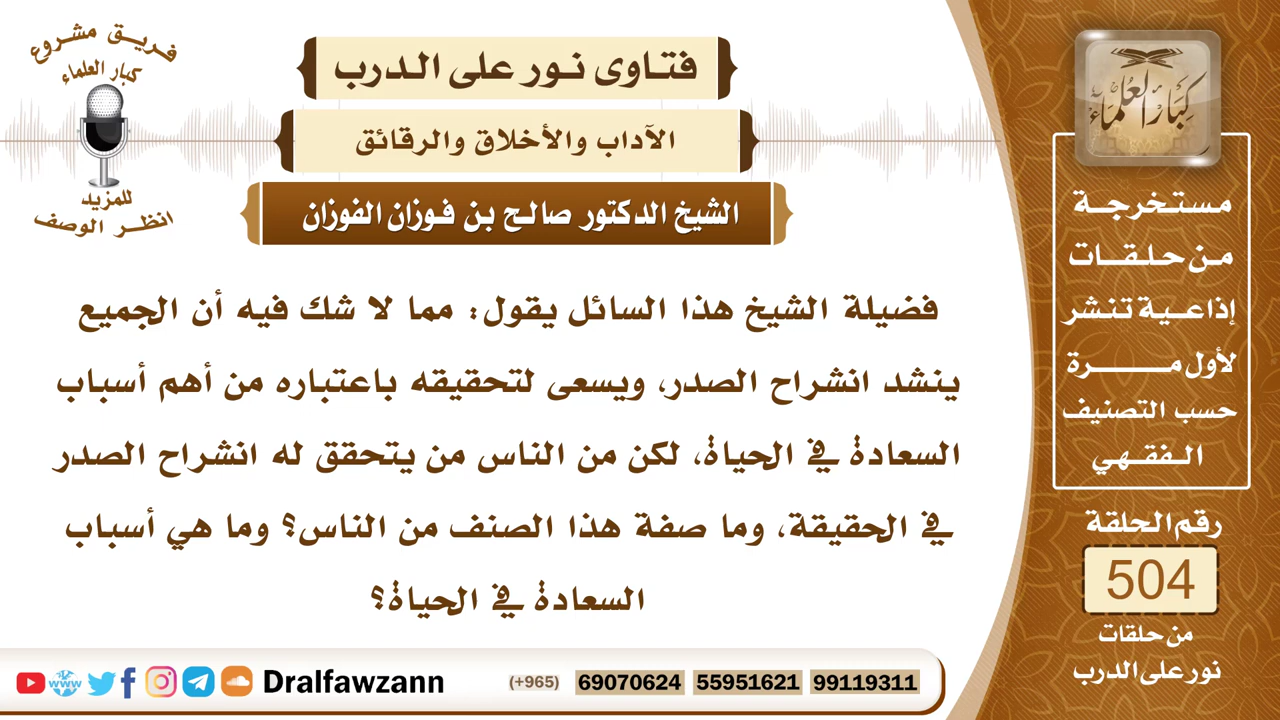 فريق مشروع
كبار العلماء
للمزيد
انظر الوصف
فتاوى نور على الدرب
الآداب والأخلاق والرقائق
الشيخ الدكتور صالح بن فوزان الفوزان
فضيلة الشيخ هذا السائل يقول: مما لا شك فيه أن الجميع
ينشد انشراح الصدر، ويسعى لتحقيقه باعتباره من أهم أسباب
السعادة في الحياة، لكن من الناس من يتحقق له انشراح الصدر
في الحقيقة، وما صفة هذا الصنف من الناس؟ وما هي أسباب
السعادة في الحياة؟
كبار العلماء
مستخرجة
من حلقات
إذاعية تنشر
لأول مرة
حسب التصنيف
الفقهي
رقم الحلقة
504
من حلقات
نور على الدرب
www Dralfawzann (+965) 69070624 55951621 99119311